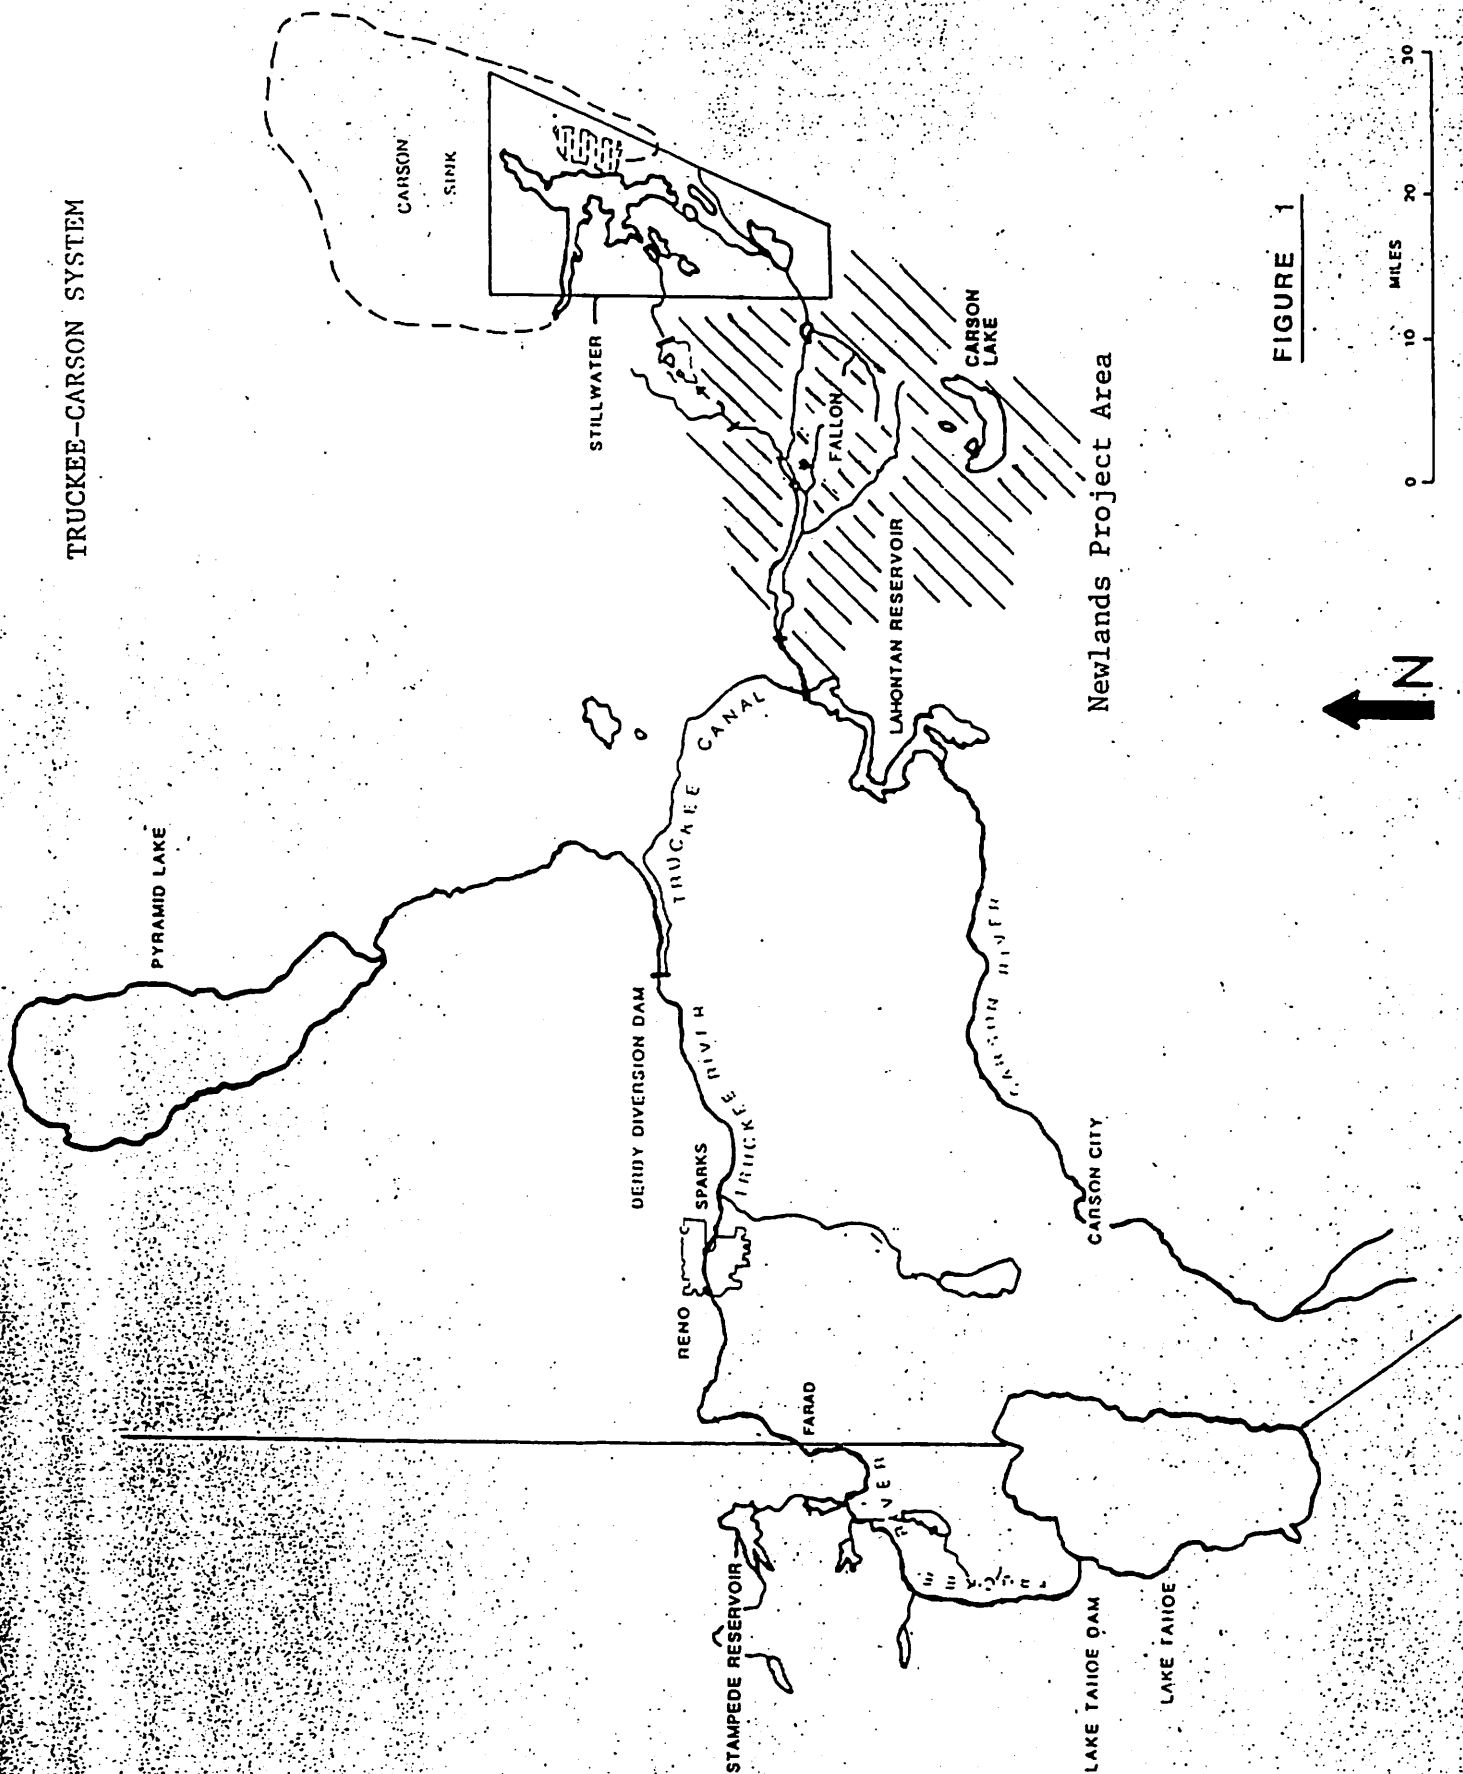 TRUCKEE-CARSON SYSTEM
PYRAMID LAKE
CARSON
SINK
STILLWATER
TRUCKEE CANAL
DERBY DIVERSION DAM
TRUCKEE RIVER
SPARKS
RENO
FARAD
STAMPEDE RESERVOIR
TRUCKEE RIVER
LAKE TAHOE DAM
LAKE TAHOE
CARSON CITY
CARSON RIVER
LAHONTAN RESERVOIR
FALLON
CARSON
LAKE
Newlands Project Area
FIGURE 1
N
MILES
0 10 20 30